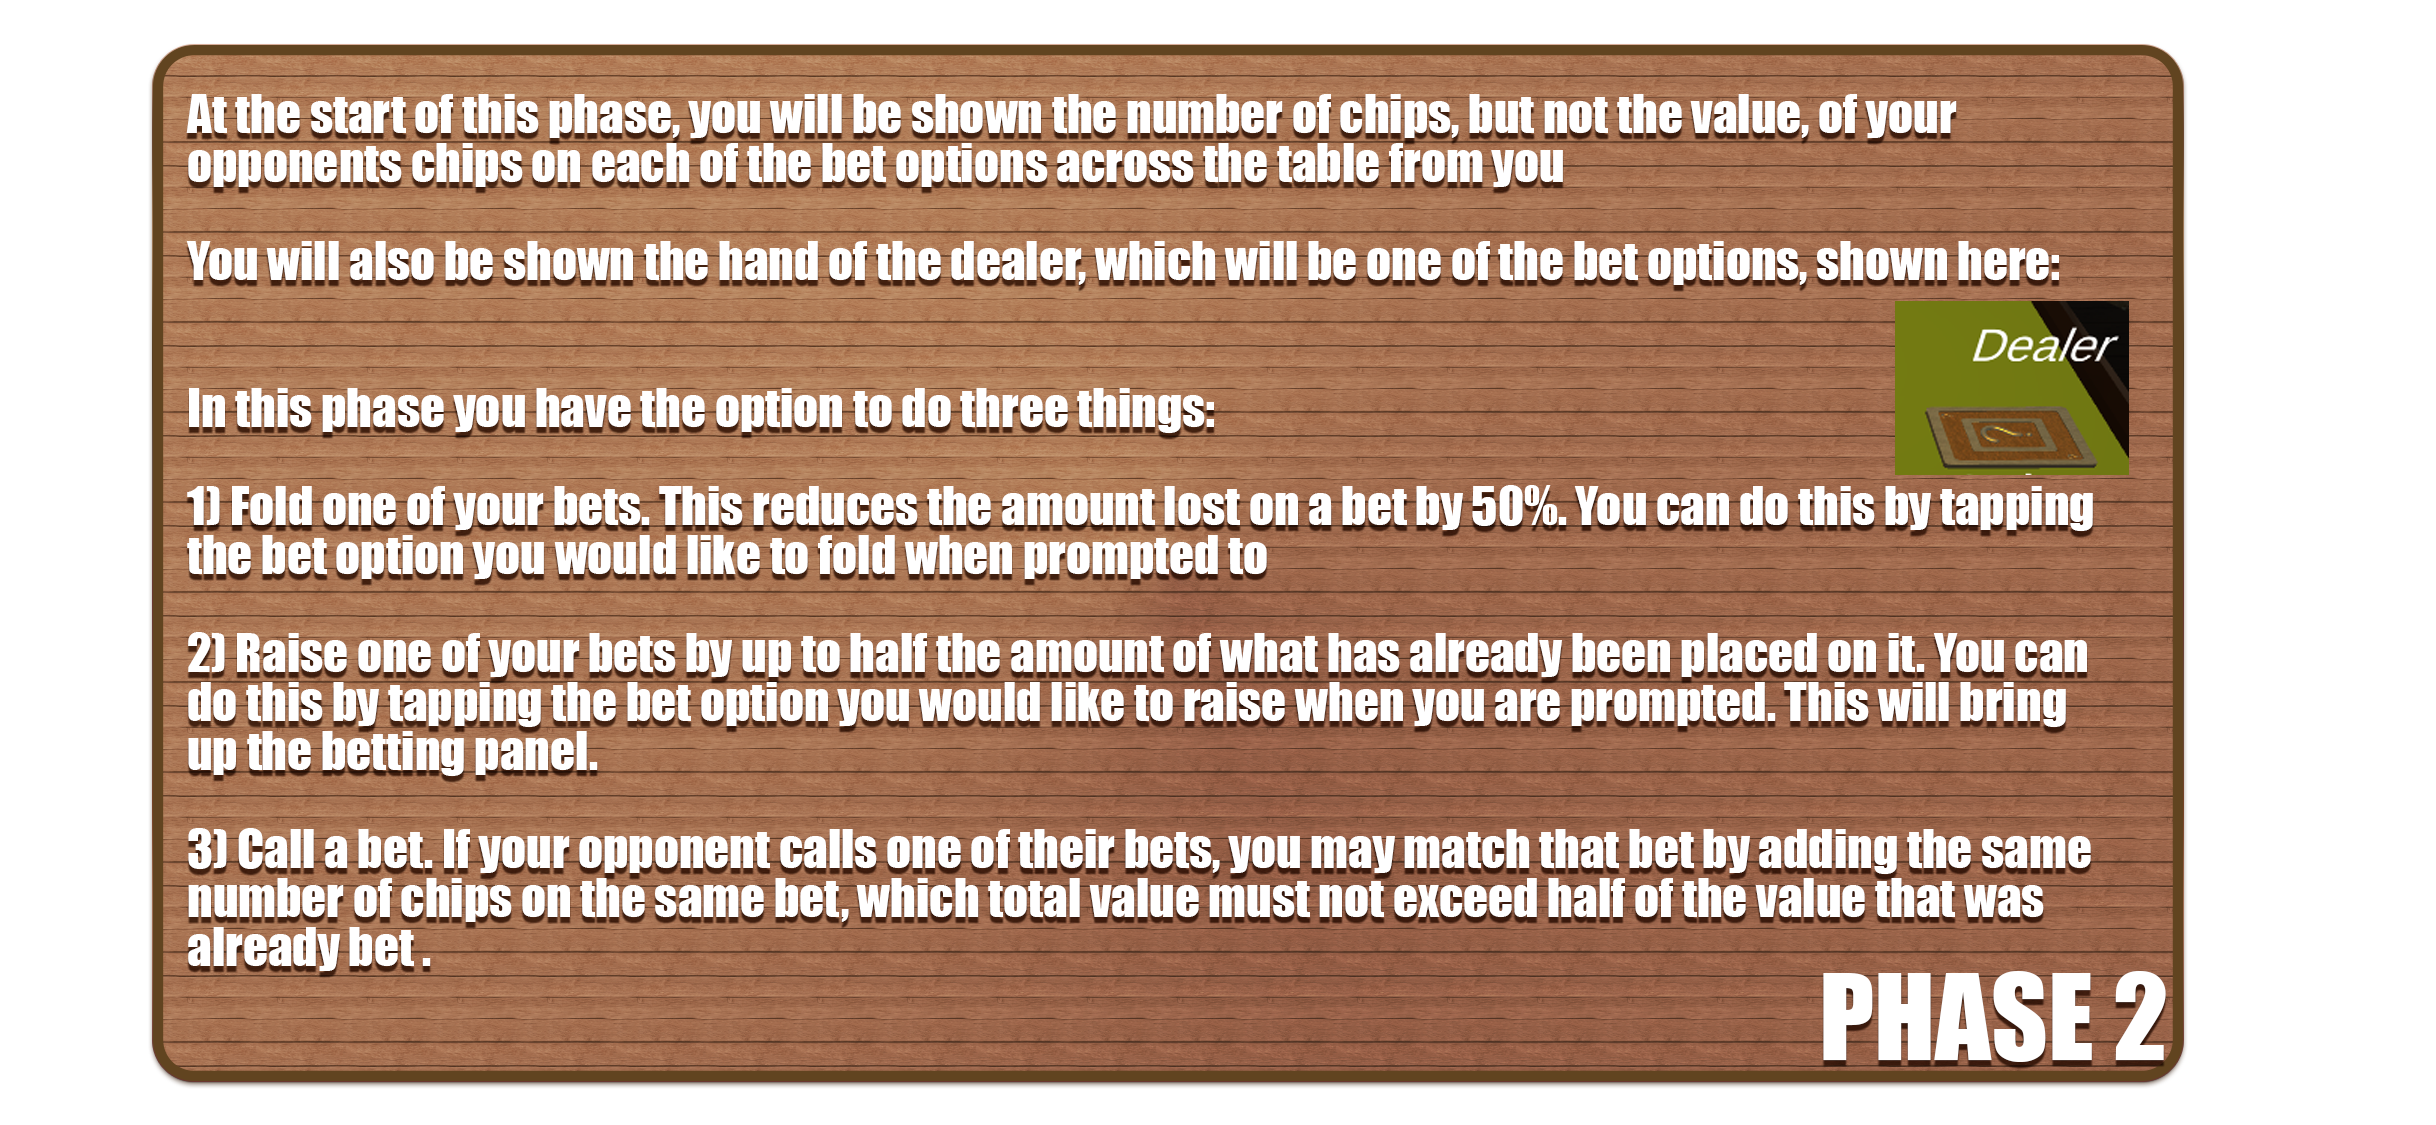 At the start of this phase, you will be shown the number of chips, but not the value, of your
opponents chips on each of the bet options across the table from you
You will also be shown the hand of the dealer, which will be one of the bet options, shown here:
Dealer
?
In this phase you have the option to do three things:
1) Fold one of your bets. This reduces the amount lost on a bet by 50%. You can do this by tapping
the bet option you would like to fold when prompted to
2) Raise one of your bets by up to half the amount of what has already been placed on it. You can
do this by tapping the bet option you would like to raise when you are prompted. This will bring
up the betting panel.
3) Call a bet. If your opponent calls one of their bets, you may match that bet by adding the same
number of chips on the same bet, which total value must not exceed half of the value that was
already bet .
PHASE 2